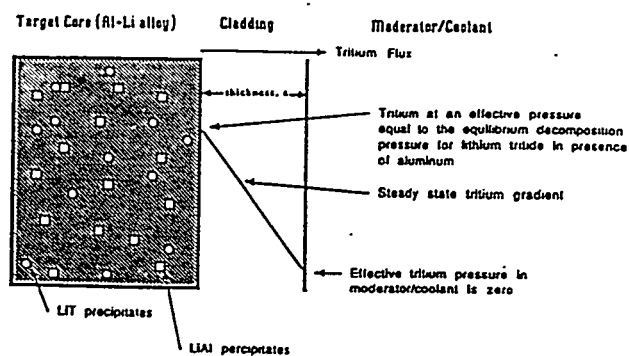 Target Core (Al-Li alloy)
Cladding
Moderator/Coolant
Tritium Flux
thickness, a
Tritium at an effective pressure
equal to the equilibrium decomposition
pressure for lithium tritide in presence
of aluminum
Steady state tritium gradient
Effective tritium pressure in
moderator/coolant is zero
LiT precipitates
LiAl percipitates